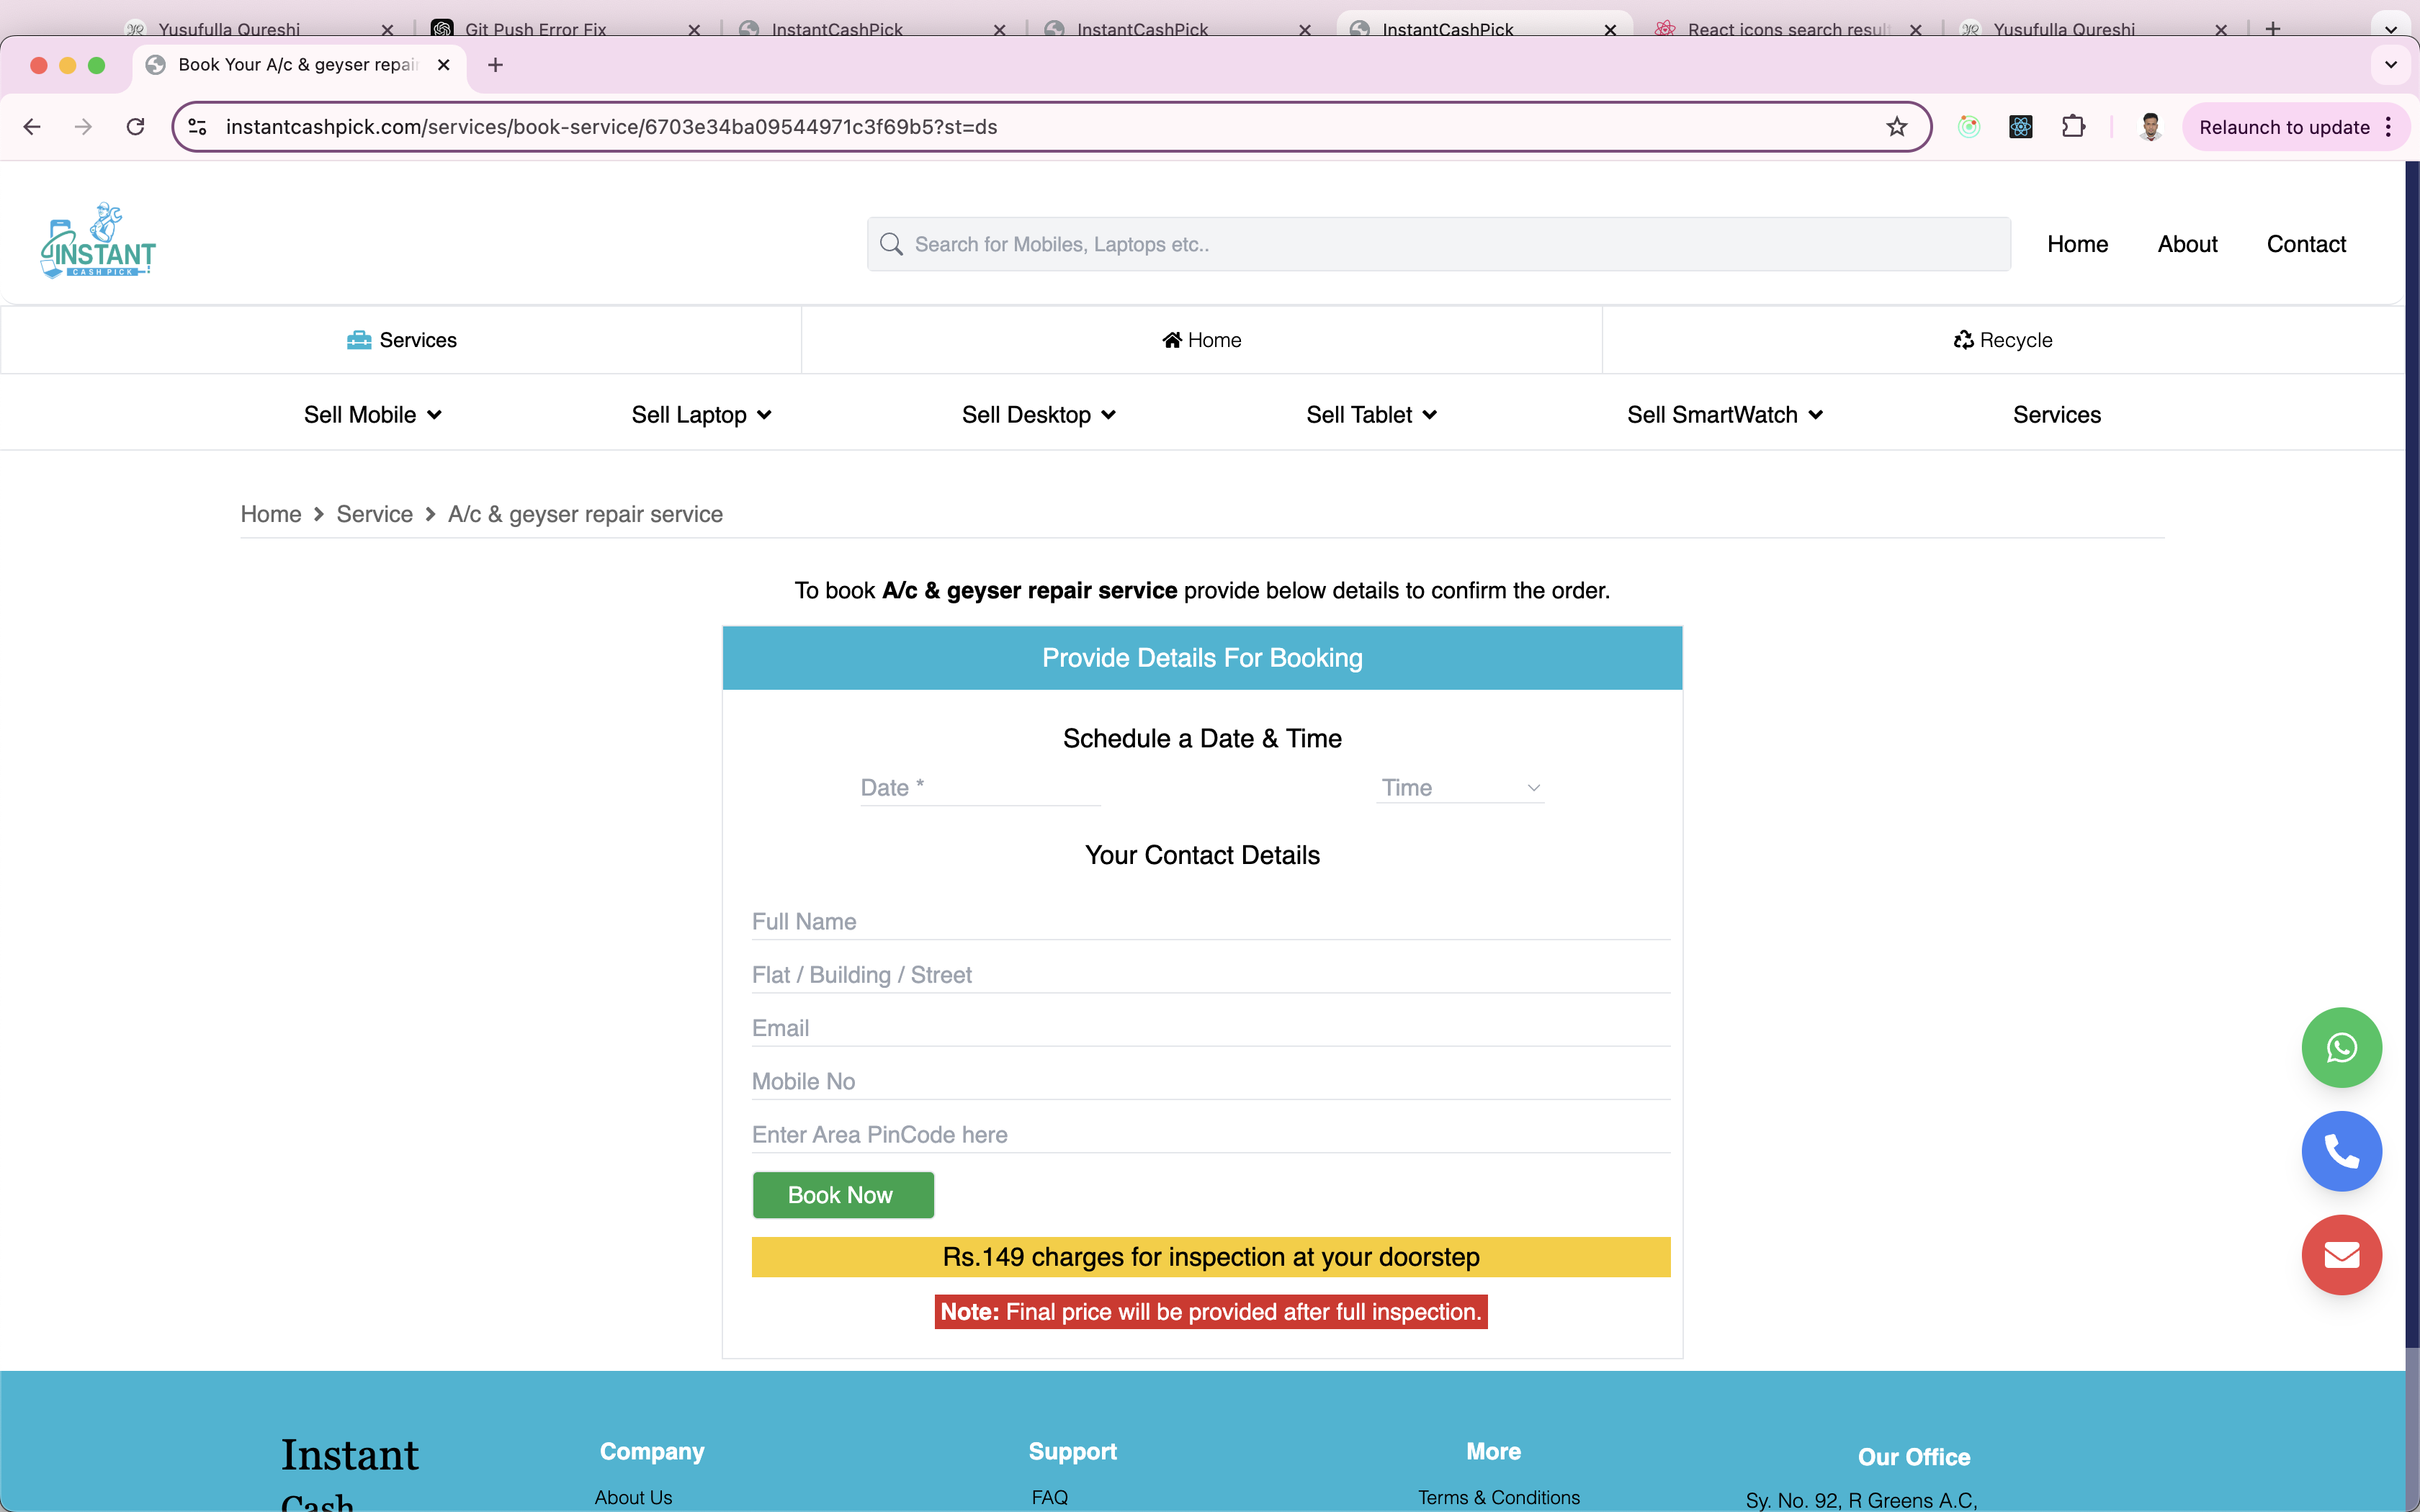 Yusufulla Qureshi
Git Push Error Fix
InstantCashPick
InstantCashPick
InstantCashPick
React icons search resul
Yusufulla Qureshi
Book Your A/c & geyser repai
instantcashpick.com/services/book-service/6703e34ba09544971c3f69b5?st=ds
Relaunch to update
INSTANT
CASH PICK
Search for Mobiles, Laptops etc..
Home
About
Contact
Services
Home
Recycle
Sell Mobile
Sell Laptop
Sell Desktop
Sell Tablet
Sell SmartWatch
Services
Home > Service > A/c & geyser repair service
To book A/c & geyser repair service provide below details to confirm the order.
Provide Details For Booking
Schedule a Date & Time
Date *
Time
Your Contact Details
Full Name
Flat / Building / Street
Email
Mobile No
Enter Area PinCode here
Book Now
Rs.149 charges for inspection at your doorstep
Note: Final price will be provided after full inspection.
Instant
Cash
Company
About Us
Support
FAQ
More
Terms & Conditions
Our Office
Sy. No. 92, R Greens A.C,